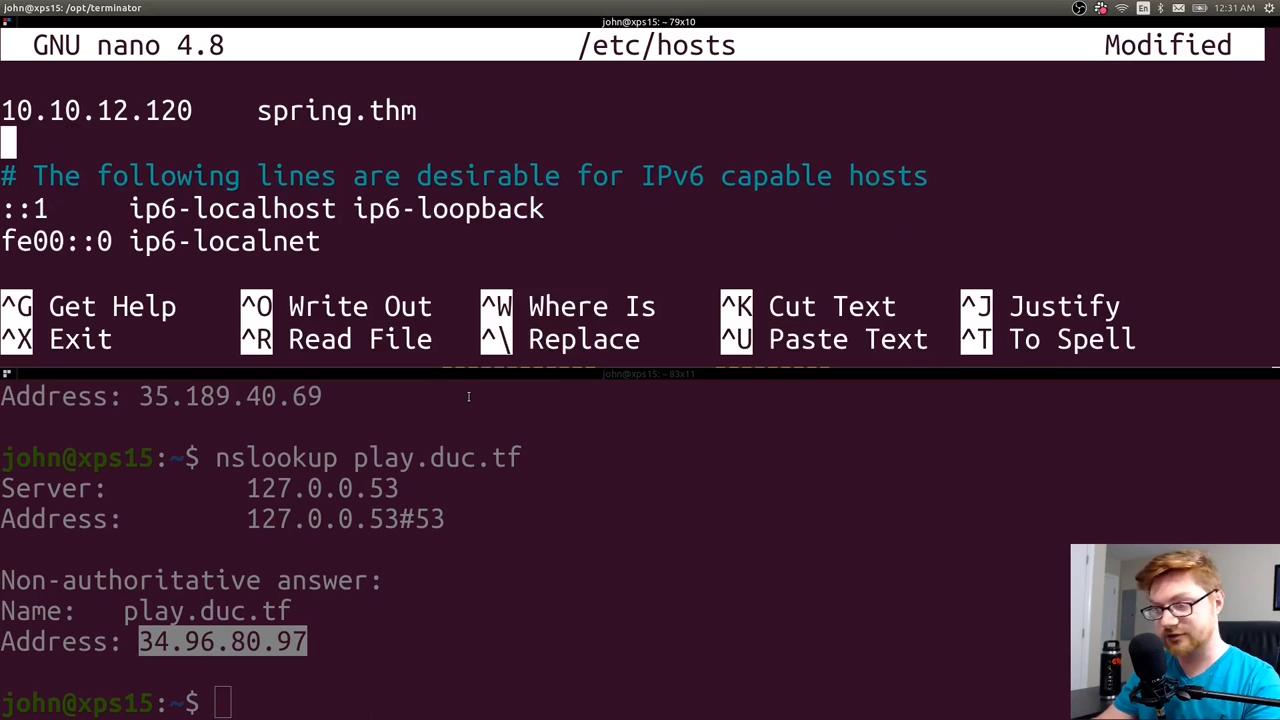 john@xps15: /opt/terminator
En
12:31 AM
john@xps15: ~ 79x10
GNU nano 4.8 /etc/hosts Modified
10.10.12.120 spring.thm
# The following lines are desirable for IPv6 capable hosts
::1 ip6-localhost ip6-loopback
fe00::0 ip6-localnet
^G Get Help ^O Write Out ^W Where Is ^K Cut Text ^J Justify
^X Exit ^R Read File ^\ Replace ^U Paste Text ^T To Spell
john@xps15: ~ 83x11
Address: 35.189.40.69
john@xps15:~$ nslookup play.duc.tf
Server: 127.0.0.53
Address: 127.0.0.53#53
Non-authoritative answer:
Name: play.duc.tf
Address: 34.96.80.97
john@xps15:~$